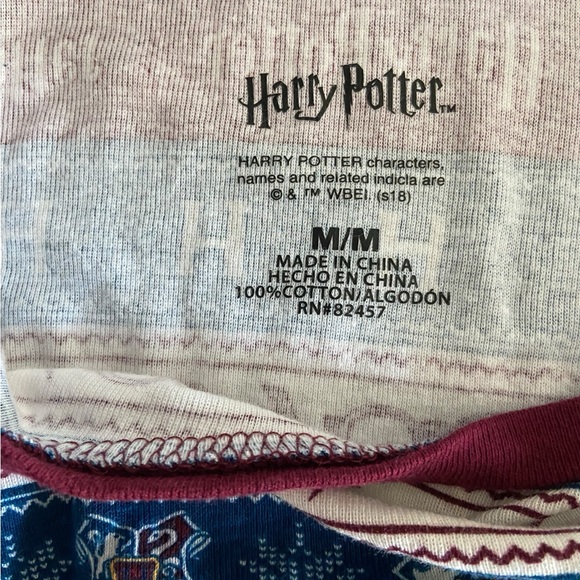 Harry Potter™
HARRY POTTER characters,
names and related indicia are
© & ™ WBEI. (s18)
M/M
MADE IN CHINA
HECHO EN CHINA
100%COTTON/ALGODÓN
RN#82457
H H H